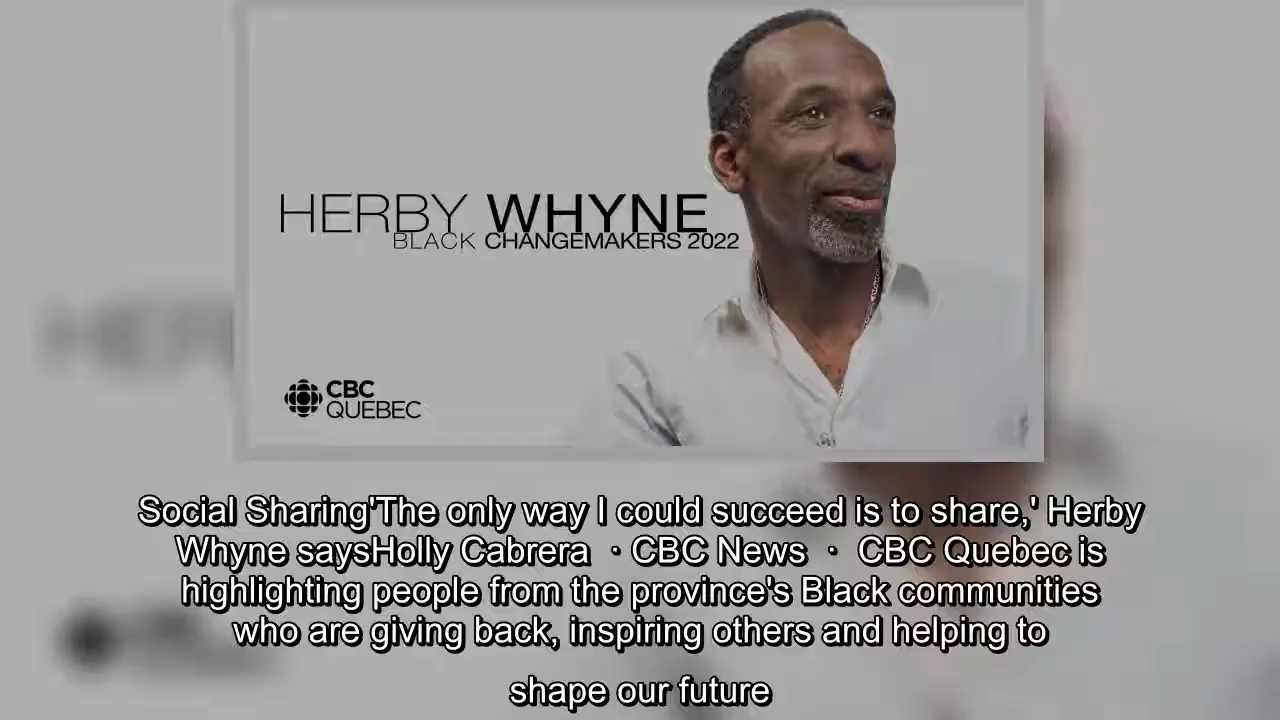 HERBY WHYNE
BLACK CHANGEMAKERS 2022
CBC
QUEBEC
Social Sharing'The only way I could succeed is to share,' Herby
Whyne saysHolly Cabrera · CBC News · CBC Quebec is
highlighting people from the province's Black communities
who are giving back, inspiring others and helping to
shape our future